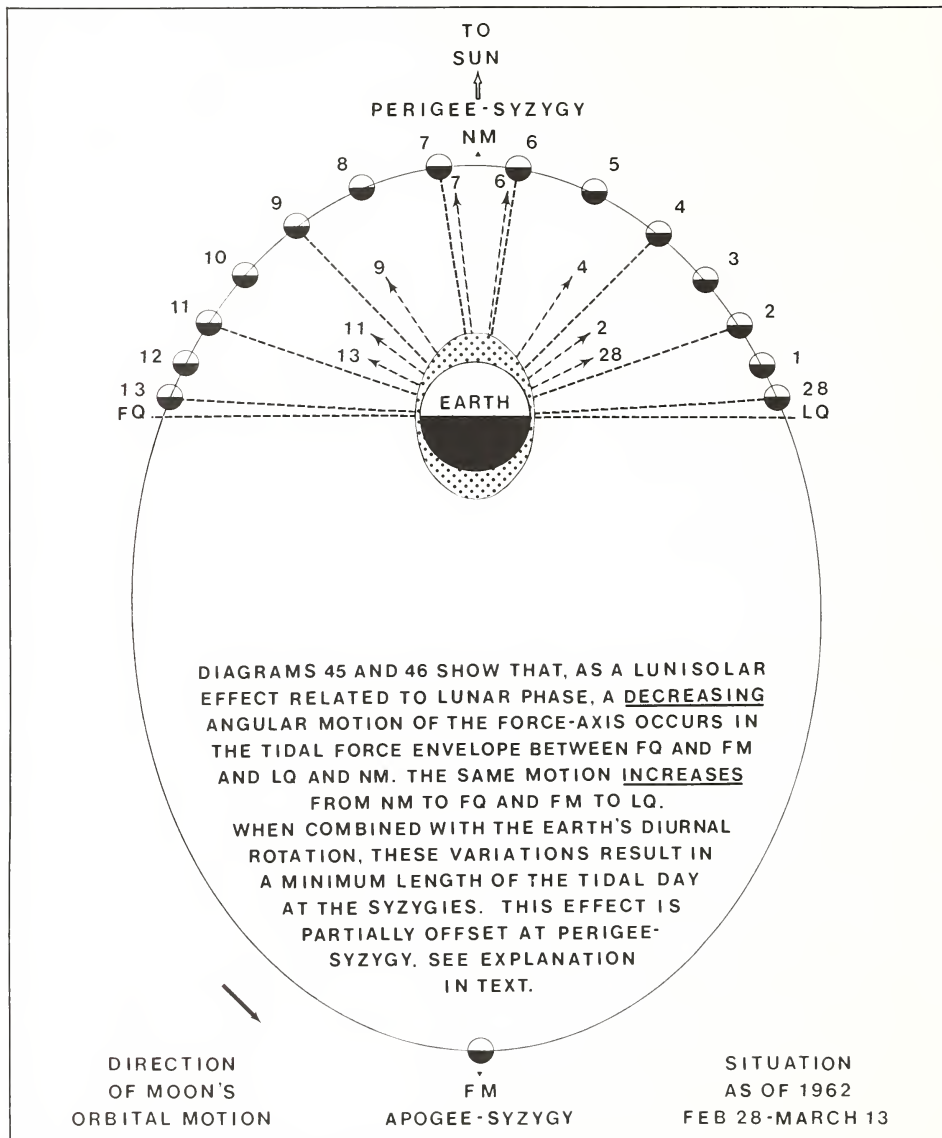 TO
SUN
PERIGEE-SYZYGY
NM
7
6
8
5
7
6
9
4
10
9
4
3
11
11
2
2
12
13
28
1
13
EARTH
28
FQ
LQ
DIAGRAMS 45 AND 46 SHOW THAT, AS A LUNISOLAR
EFFECT RELATED TO LUNAR PHASE, A DECREASING
ANGULAR MOTION OF THE FORCE-AXIS OCCURS IN
THE TIDAL FORCE ENVELOPE BETWEEN FQ AND FM
AND LQ AND NM. THE SAME MOTION INCREASES
FROM NM TO FQ AND FM TO LQ.
WHEN COMBINED WITH THE EARTH'S DIURNAL
ROTATION, THESE VARIATIONS RESULT IN
A MINIMUM LENGTH OF THE TIDAL DAY
AT THE SYZYGIES. THIS EFFECT IS
PARTIALLY OFFSET AT PERIGEE-
SYZYGY. SEE EXPLANATION
IN TEXT.
DIRECTION
OF MOON'S
ORBITAL MOTION
FM
APOGEE-SYZYGY
SITUATION
AS OF 1962
FEB 28-MARCH 13